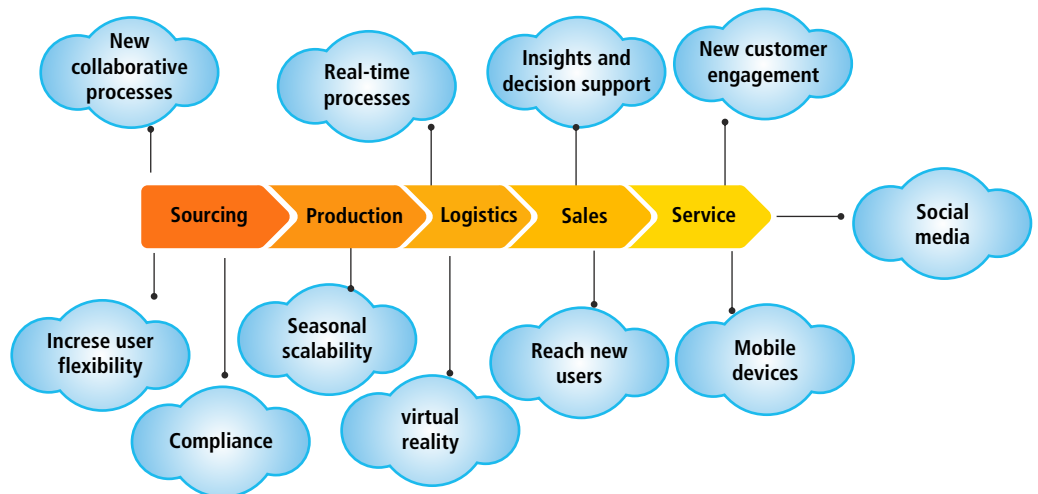 New
collaborative
processes
Real-time
processes
Insights and
decision support
New customer
engagement
Sourcing
Production
Logistics
Sales
Service
Social
media
Increse user
flexibility
Compliance
Seasonal
scalability
virtual
reality
Reach new
users
Mobile
devices